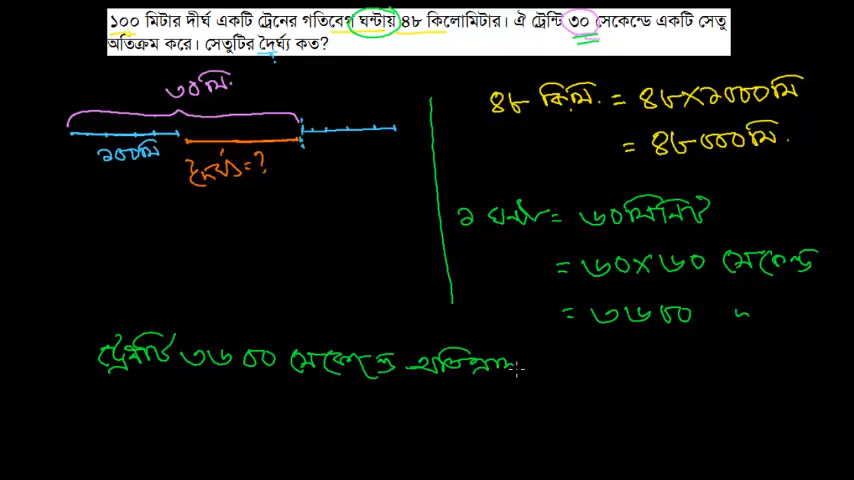 ১০০ মিটার দীর্ঘ একটি ট্রেনের গতিবেগ ঘন্টায় ৪৮ কিলোমিটার। ঐ ট্রেন্টি ৩০ সেকেন্ডে একটি সেতু
অতিক্রম করে। সেতুটির দৈর্ঘ্য কত?
৩০মি.
১০০মি
দৈর্ঘ্য=?
৪৮ কি.মি. = ৪৮×১০০০মি
= ৪৮০০০মি.
১ ঘন্টা = ৬০মিনিট
= ৬০×৬০ সেকেন্ড
= ৩৬০০ "
ট্রেনটি ৩৬০০ সেকেন্ডে অতিক্রম